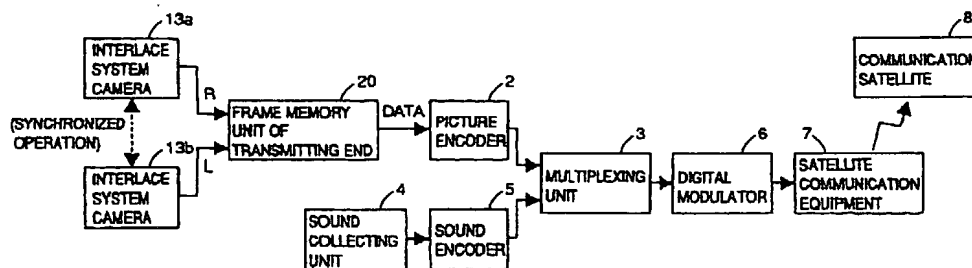 13a
INTERLACE
SYSTEM
CAMERA
(SYNCHRONIZED
OPERATION)
13b
INTERLACE
SYSTEM
CAMERA
R
L
20
FRAME MEMORY
UNIT OF
TRANSMITTING END
DATA
2
PICTURE
ENCODER
4
SOUND
COLLECTING
UNIT
5
SOUND
ENCODER
3
MULTIPLEXING
UNIT
6
DIGITAL
MODULATOR
7
SATELLITE
COMMUNICATION
EQUIPMENT
8
COMMUNICATION
SATELLITE